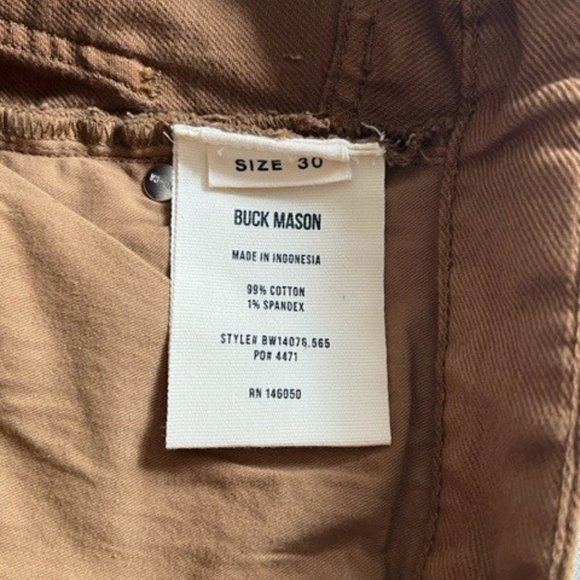 SIZE 30
BUCK MASON
MADE IN INDONESIA
99% COTTON
1% SPANDEX
STYLE# BW14076.565
PO# 4471
RN 146050